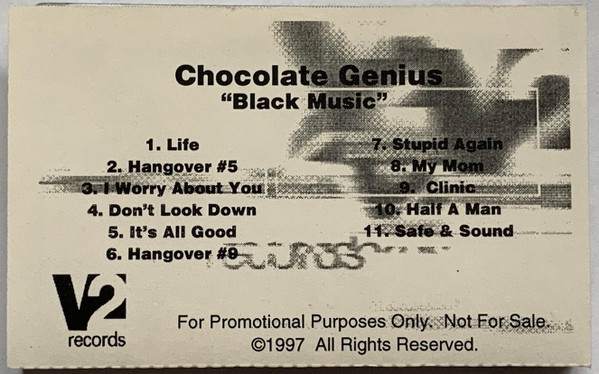 Chocolate Genius
“Black Music”
1. Life
2. Hangover #5
3. I Worry About You
4. Don't Look Down
5. It's All Good
6. Hangover #9
7. Stupid Again
8. My Mom
9. Clinic
10. Half A Man
11. Safe & Sound
records
V2
records
For Promotional Purposes Only. Not For Sale.
©1997 All Rights Reserved.